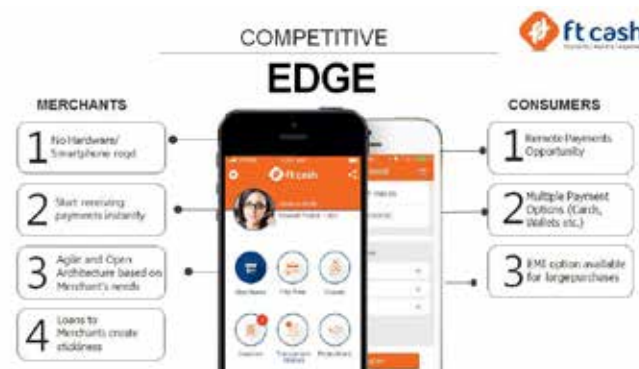 COMPETITIVE
EDGE
ft cash
MERCHANTS
1 No Hardware/
Smartphone reqd
2 Start receiving
payments instantly
3 Agile and Open
Architecture based on
Merchant's needs
4 Loans to
Merchants create
stickiness
ft cash
CONSUMERS
1 Remote Payments
Opportunity
2 Multiple Payment
Options (Cards,
Wallets etc.)
3 EMI option available
for large purchases